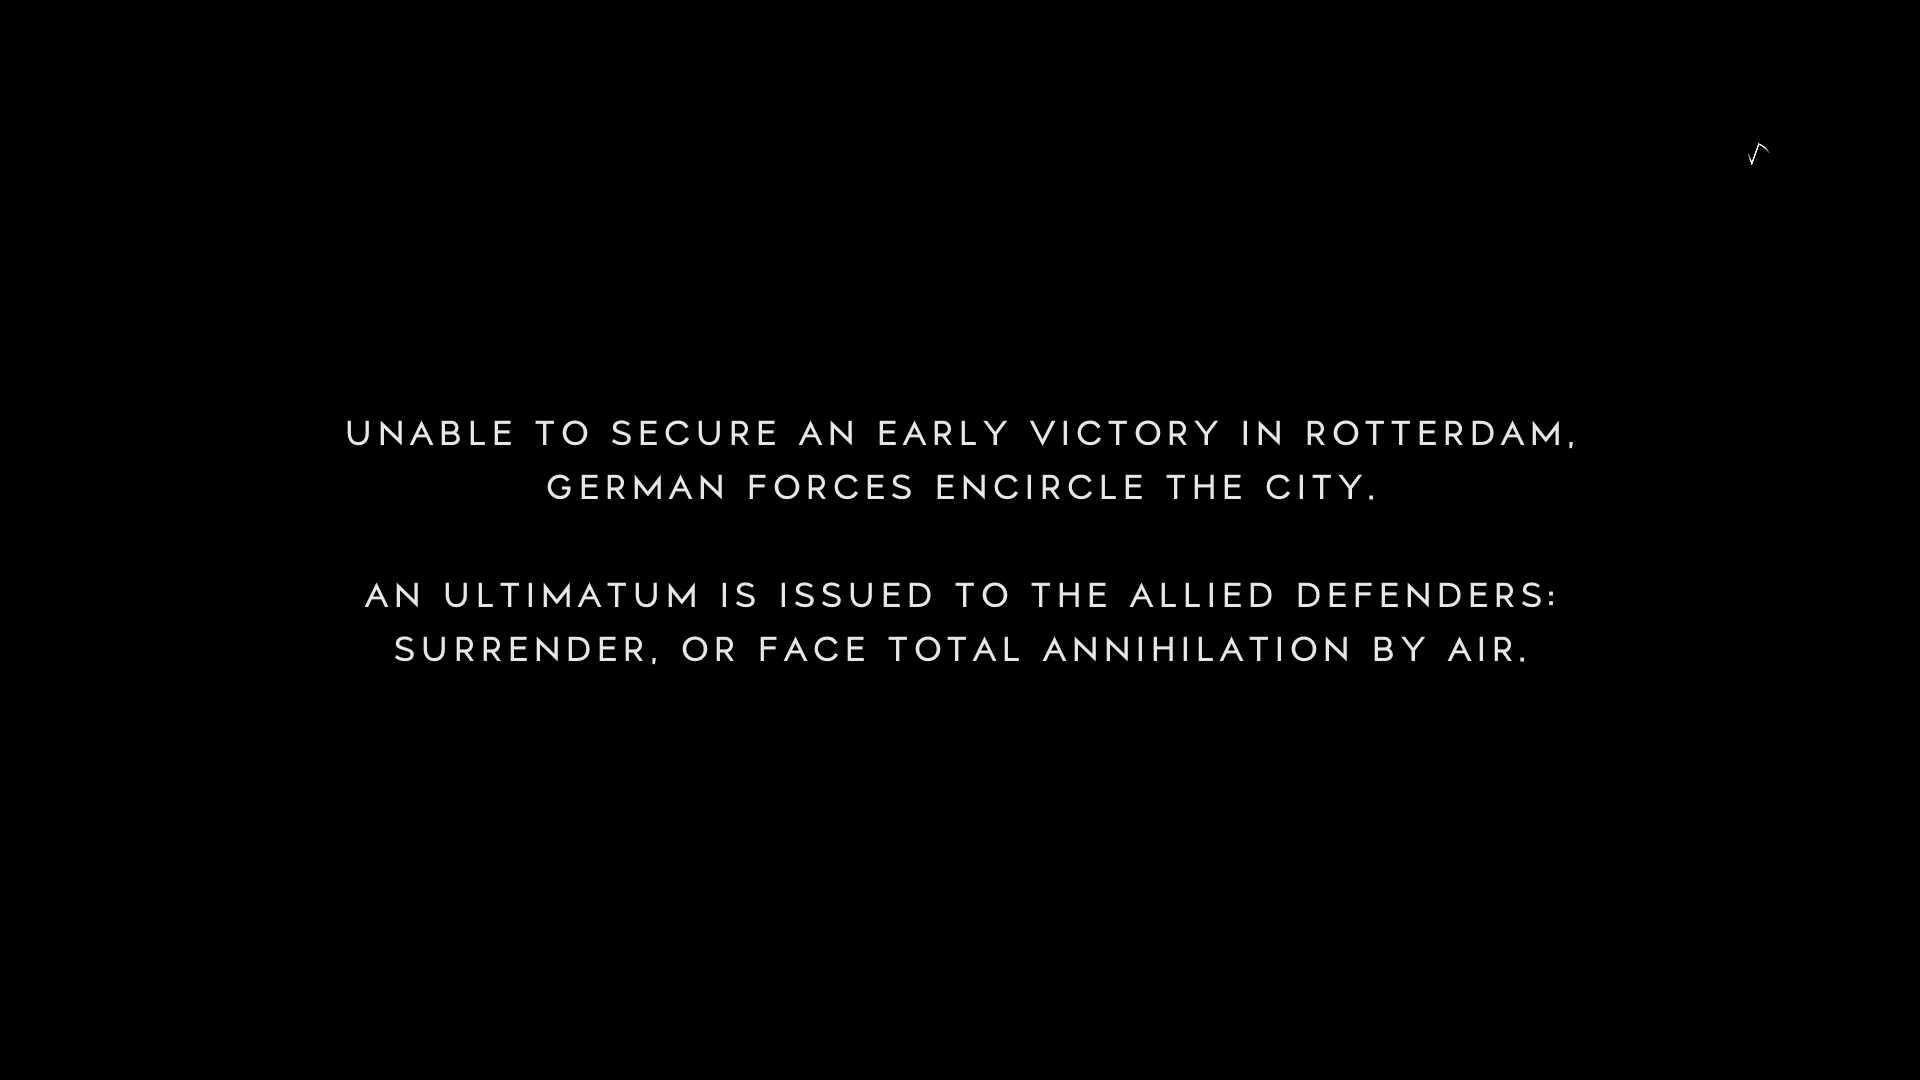 UNABLE TO SECURE AN EARLY VICTORY IN ROTTERDAM,
GERMAN FORCES ENCIRCLE THE CITY.
AN ULTIMATUM IS ISSUED TO THE ALLIED DEFENDERS:
SURRENDER, OR FACE TOTAL ANNIHILATION BY AIR.